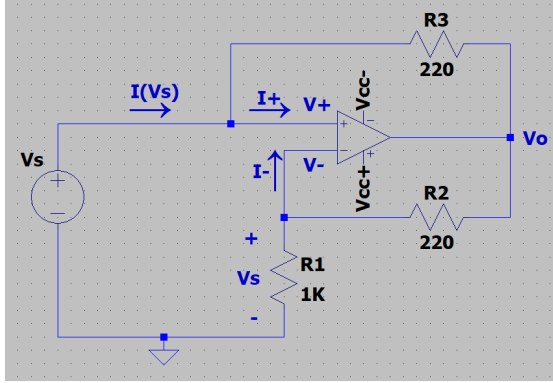 R3
220
I(Vs)
I+
V+
Vcc-
+
−
Vo
Vs
+
−
−
+
I-
V-
Vcc+
R2
220
+
Vs
-
R1
1K